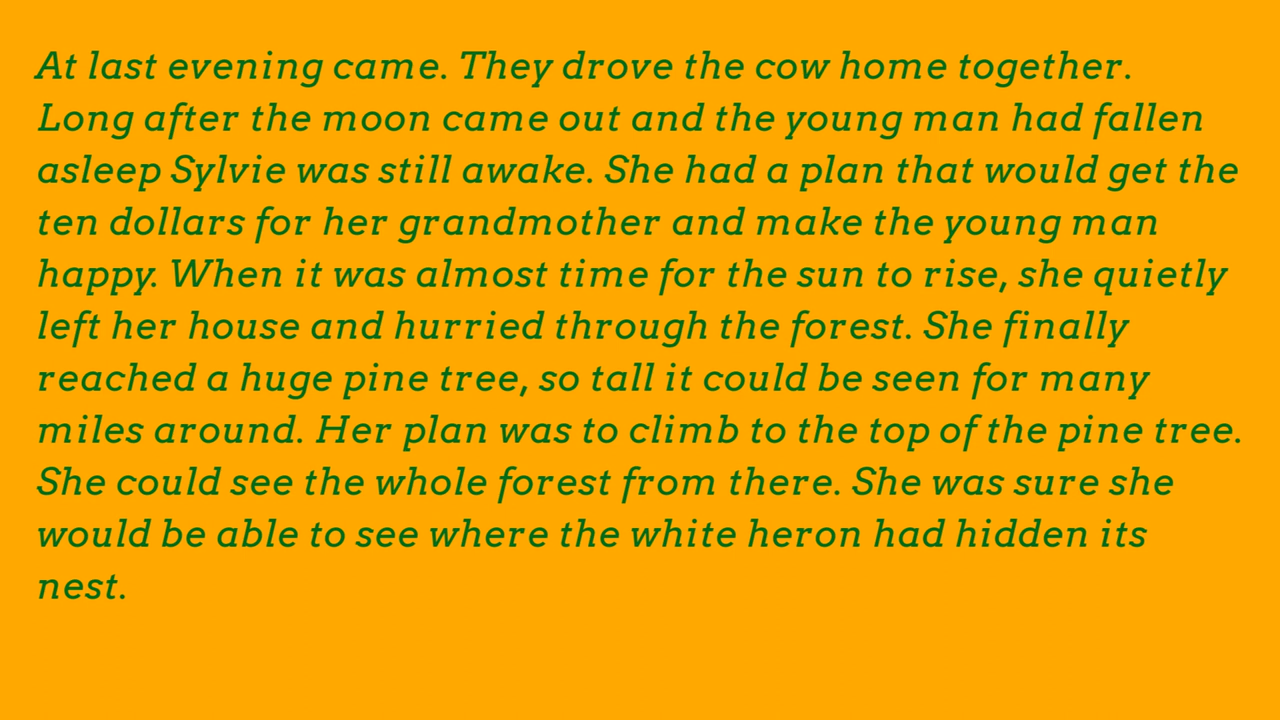 At last evening came. They drove the cow home together.
Long after the moon came out and the young man had fallen
asleep Sylvie was still awake. She had a plan that would get the
ten dollars for her grandmother and make the young man
happy. When it was almost time for the sun to rise, she quietly
left her house and hurried through the forest. She finally
reached a huge pine tree, so tall it could be seen for many
miles around. Her plan was to climb to the top of the pine tree.
She could see the whole forest from there. She was sure she
would be able to see where the white heron had hidden its
nest.